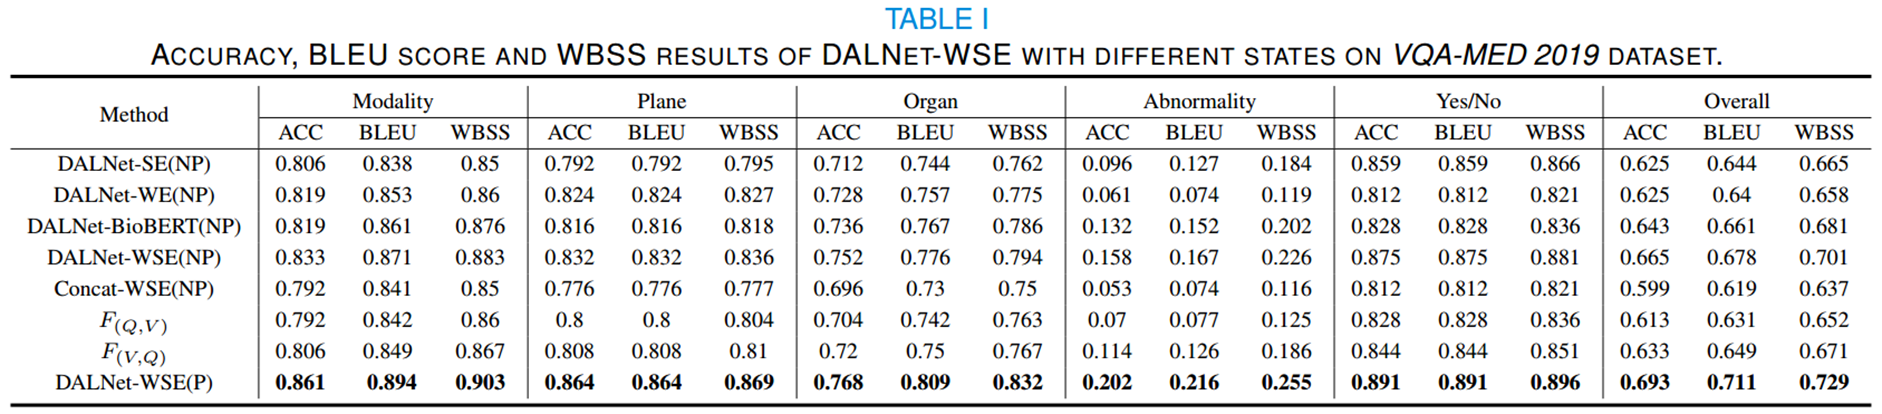 TABLE I
ACCURACY, BLEU SCORE AND WBSS RESULTS OF DALNET-WSE WITH DIFFERENT STATES ON VQA-MED 2019 DATASET.
Method Modality Plane Organ Abnormality Yes/No Overall
ACC BLEU WBSS ACC BLEU WBSS ACC BLEU WBSS ACC BLEU WBSS ACC BLEU WBSS ACC BLEU WBSS
DALNet-SE(NP) 0.806 0.838 0.85 0.792 0.792 0.795 0.712 0.744 0.762 0.096 0.127 0.184 0.859 0.859 0.866 0.625 0.644 0.665
DALNet-WE(NP) 0.819 0.853 0.86 0.824 0.824 0.827 0.728 0.757 0.775 0.061 0.074 0.119 0.812 0.812 0.821 0.625 0.64 0.658
DALNet-BioBERT(NP) 0.819 0.861 0.876 0.816 0.816 0.818 0.736 0.767 0.786 0.132 0.152 0.202 0.828 0.828 0.836 0.643 0.661 0.681
DALNet-WSE(NP) 0.833 0.871 0.883 0.832 0.832 0.836 0.752 0.776 0.794 0.158 0.167 0.226 0.875 0.875 0.881 0.665 0.678 0.701
Concat-WSE(NP) 0.792 0.841 0.85 0.776 0.776 0.777 0.696 0.73 0.75 0.053 0.074 0.116 0.812 0.812 0.821 0.599 0.619 0.637
F(Q,V) 0.792 0.842 0.86 0.8 0.8 0.804 0.704 0.742 0.763 0.07 0.077 0.125 0.828 0.828 0.836 0.613 0.631 0.652
F(V,Q) 0.806 0.849 0.867 0.808 0.808 0.81 0.72 0.75 0.767 0.114 0.126 0.186 0.844 0.844 0.851 0.633 0.649 0.671
DALNet-WSE(P) 0.861 0.894 0.903 0.864 0.864 0.869 0.768 0.809 0.832 0.202 0.216 0.255 0.891 0.891 0.896 0.693 0.711 0.729